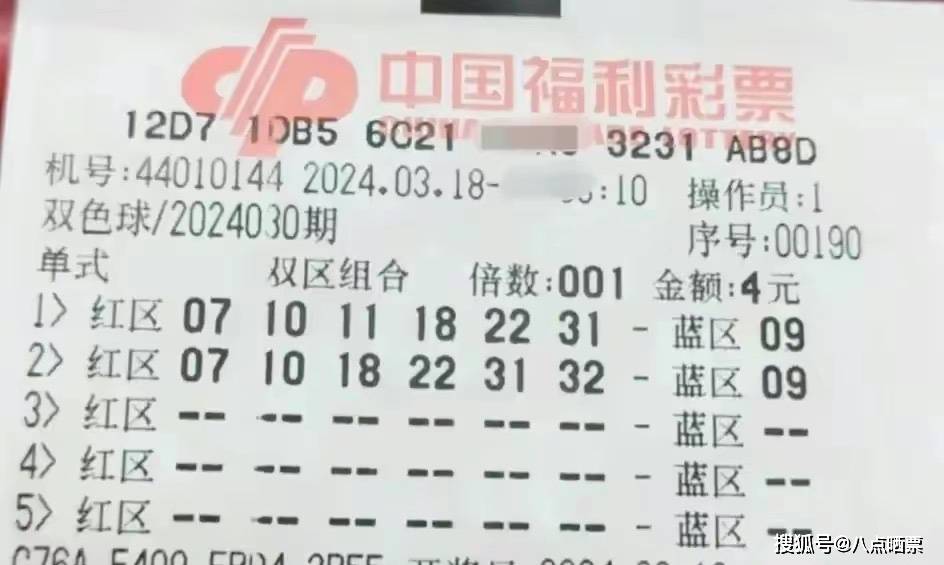 中国福利彩票
12D7 1DB5 6C21 3231 AB8D
机号:44010144 2024.03.18- :10 操作员:1
双色球/2024030期 序号:00190
单式 双区组合 倍数:001 金额:4元
1> 红区 07 10 11 18 22 31 - 蓝区 09
2> 红区 07 10 18 22 31 32 - 蓝区 09
3> 红区 -- -- -- -- -- -- - 蓝区 --
4> 红区 -- -- -- -- -- -- - 蓝区 --
5> 红区 -- -- -- -- -- -- - 蓝区 --
搜狐号@八点晒票